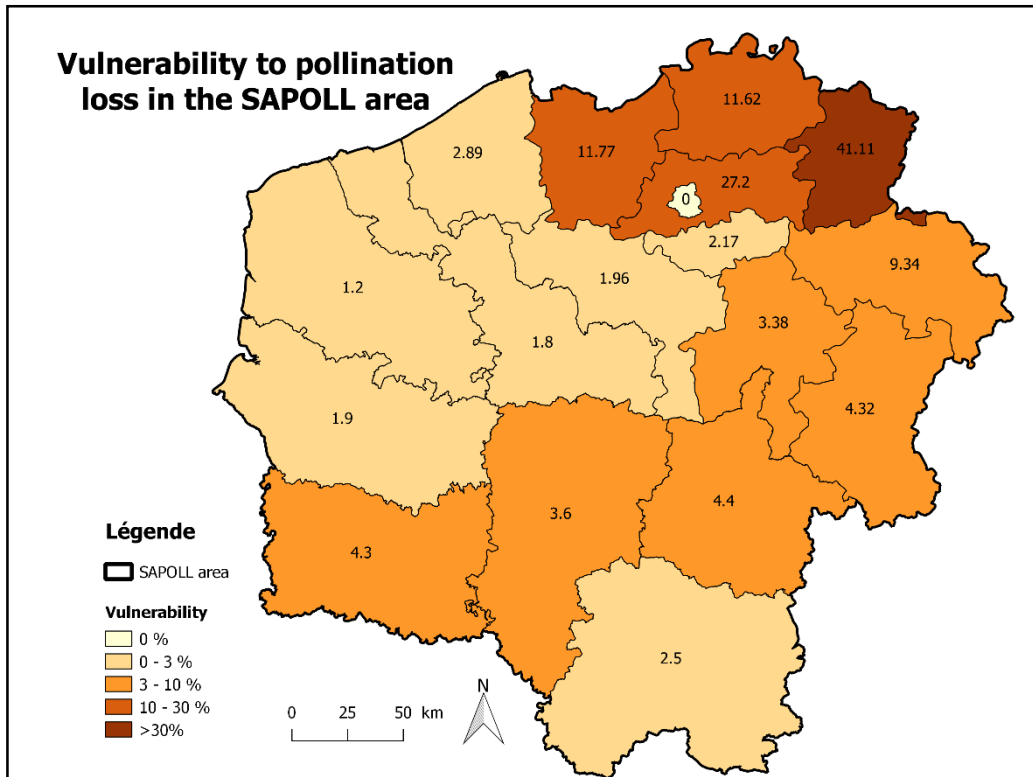 Vulnerability to pollination
loss in the SAPOLL area
11.62
41.11
2.89
11.77
27.2
0
2.17
9.34
1.96
1.2
3.38
1.8
4.32
1.9
4.4
3.6
4.3
2.5
Légende
SAPOLL area
Vulnerability
0 %
0 - 3 %
3 - 10 %
10 - 30 %
>30%
N
0 25 50 km